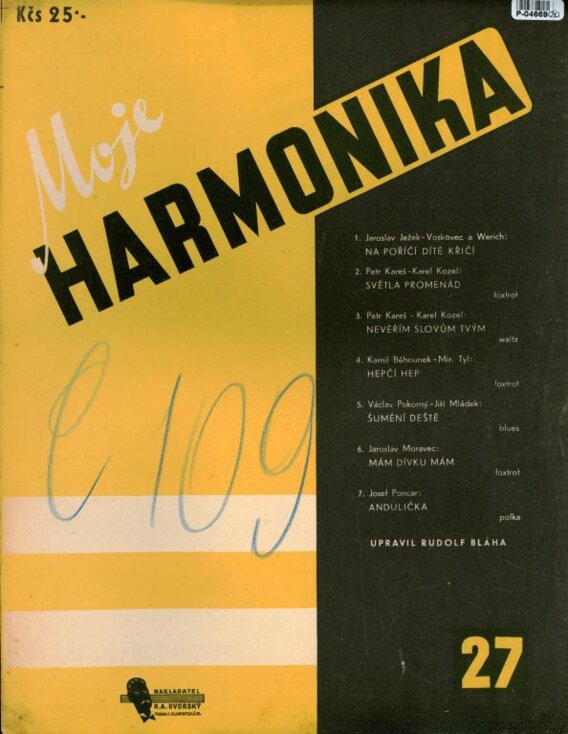 Kčs 25·-
P-04669
Moje
HARMONIKA
1. Jaroslav Ježek-Voskovec a Werich:
NA POŘÍČÍ DÍTĚ KŘIČÍ
2. Petr Kareš-Karel Kozel:
SVĚTLA PROMENÁD
foxtrot
3. Petr Kareš - Karel Kozel:
NEVĚŘÍM SLOVŮM TVÝM
waltz
4. Kamil Běhounek-Mir. Tyl:
HEPČÍ HEP
foxtrot
5. Václav Pokorný-Jiří Mládek:
ŠUMĚNÍ DEŠTĚ
blues
6. Jaroslav Moravec:
MÁM DÍVKU MÁM
foxtrot
7. Josef Poncar:
ANDULIČKA
polka
UPRAVIL RUDOLF BLÁHA
C 109
27
NAKLADATEL
R.A. DVORSKÝ